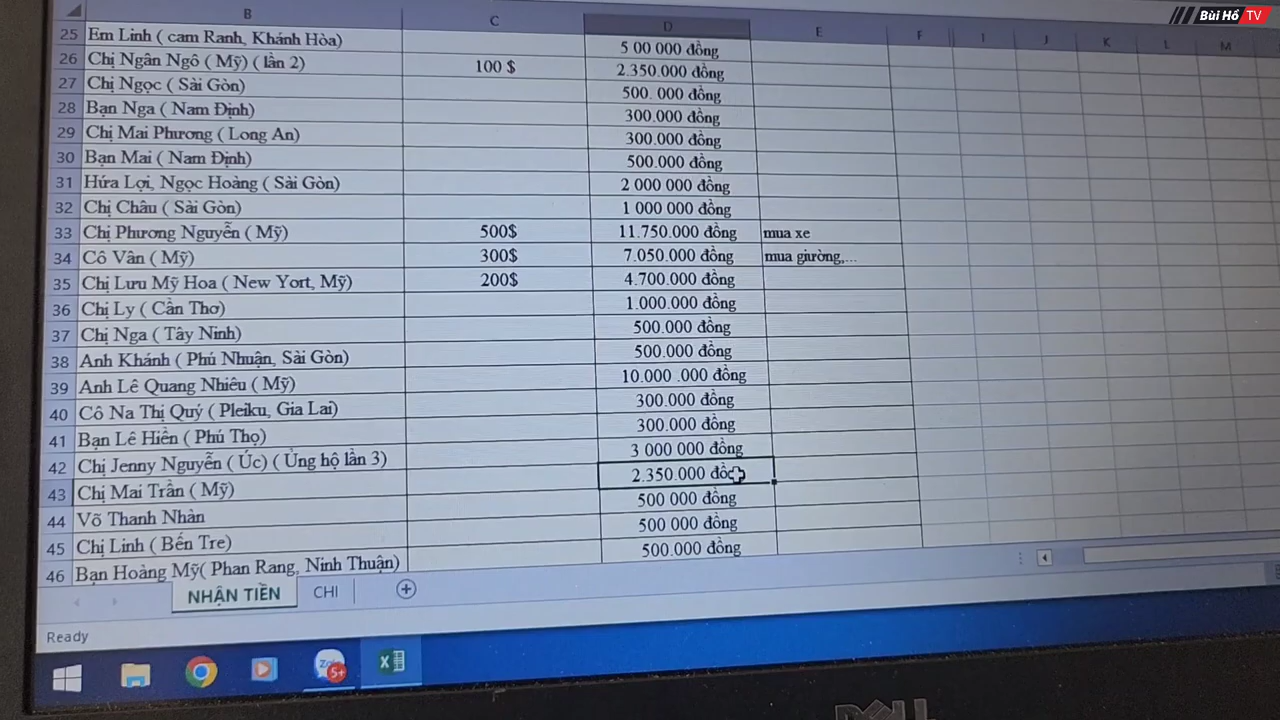 Bùi Hồ TV
B C D E F I J K L M
25 Em Linh ( cam Ranh, Khánh Hòa) 5 00 000 đồng
26 Chị Ngân Ngô ( Mỹ) ( lần 2) 100 $ 2.350.000 đồng
27 Chị Ngọc ( Sài Gòn) 500. 000 đồng
28 Bạn Nga ( Nam Định) 300.000 đồng
29 Chị Mai Phương ( Long An) 300.000 đồng
30 Bạn Mai ( Nam Định) 500.000 đồng
31 Hứa Lợi, Ngọc Hoàng ( Sài Gòn) 2 000 000 đồng
32 Chị Châu ( Sài Gòn) 1 000 000 đồng
33 Chị Phương Nguyễn ( Mỹ) 500$ 11.750.000 đồng mua xe
34 Cô Vân ( Mỹ) 300$ 7.050.000 đồng mua giường,...
35 Chị Lưu Mỹ Hoa ( New Yort, Mỹ) 200$ 4.700.000 đồng
36 Chị Ly ( Cần Thơ) 1.000.000 đồng
37 Chị Nga ( Tây Ninh) 500.000 đồng
38 Anh Khánh ( Phú Nhuận, Sài Gòn) 500.000 đồng
39 Anh Lê Quang Nhiêu ( Mỹ) 10.000 .000 đồng
40 Cô Na Thị Quý ( Pleiku, Gia Lai) 300.000 đồng
41 Bạn Lê Hiền ( Phú Thọ) 300.000 đồng
42 Chị Jenny Nguyễn ( Úc) ( Ủng hộ lần 3) 3 000 000 đồng
43 Chị Mai Trần ( Mỹ) 2.350.000 đồng
44 Võ Thanh Nhàn 500 000 đồng
45 Chị Linh ( Bến Tre) 500 000 đồng
46 Bạn Hoàng Mỹ( Phan Rang, Ninh Thuận) 500.000 đồng
NHẬN TIỀN CHI
Ready
Zalo 5+
DELL